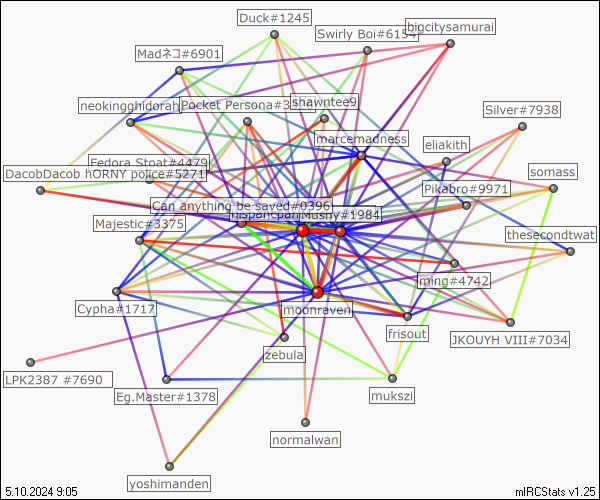 Duck#1245
Swirly Boi#6154
bigcitysamurai
Madネコ#6901
neokingghidorah
Pocket Persona#3
shawntee9
Silver#7938
marcemadness
eliakith
Fedora Stoat#4479
DacobDacob hORNY police#5271
somass
Pikabro#9971
Can anything be saved#0396
Mushy#1984
Majestic#3375
thesecondtwat
ming#4742
Cypha#1717
moonraven
frisout
JKOUYH VIII#7034
zebula
LPK2387 #7690
Eg.Master#1378
mukszi
normalwan
yoshimanden
5.10.2024 9:05
mIRCStats v1.25